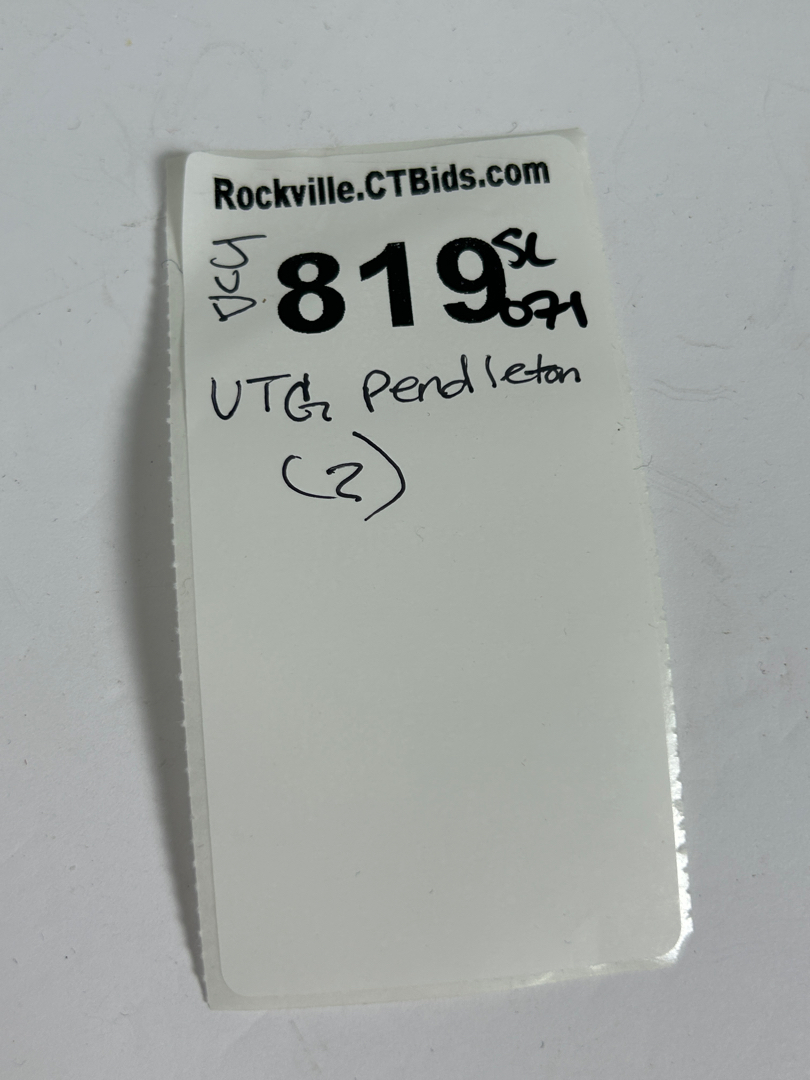 Rockville.CTBids.com
819
SL
071
VTG Pendleton
(2)